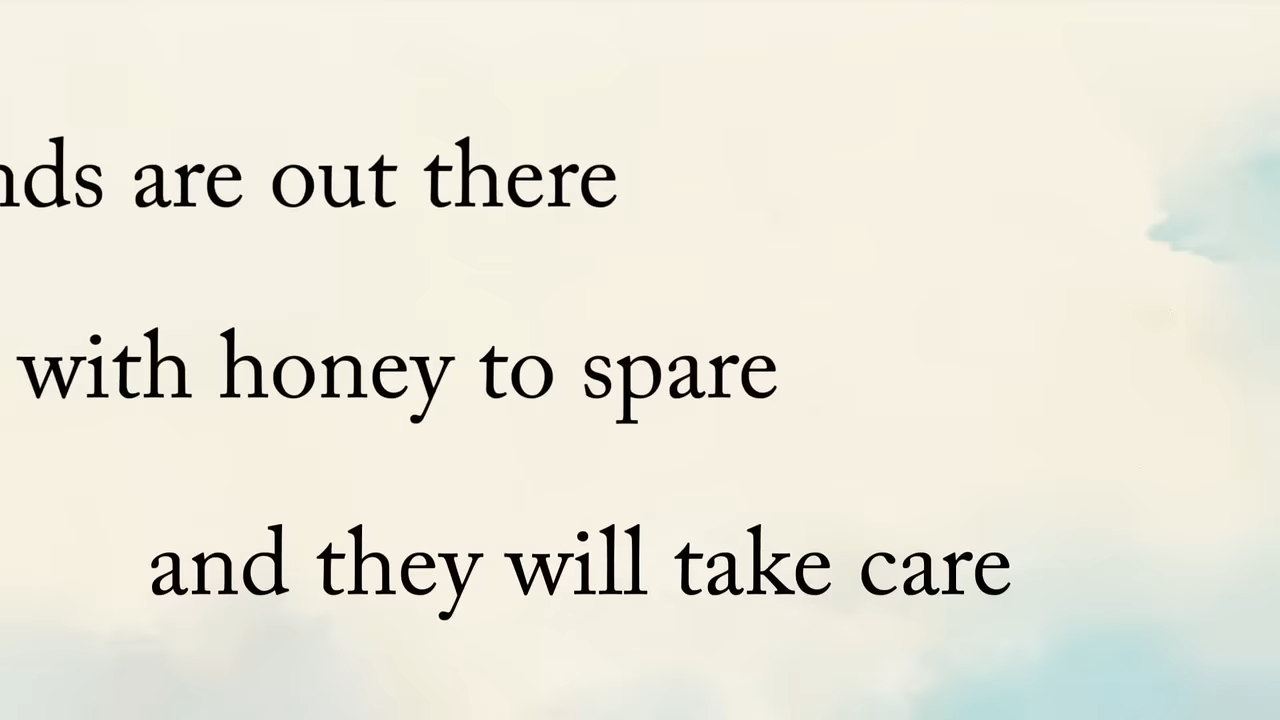 are out there
with honey to spare
and they will take care